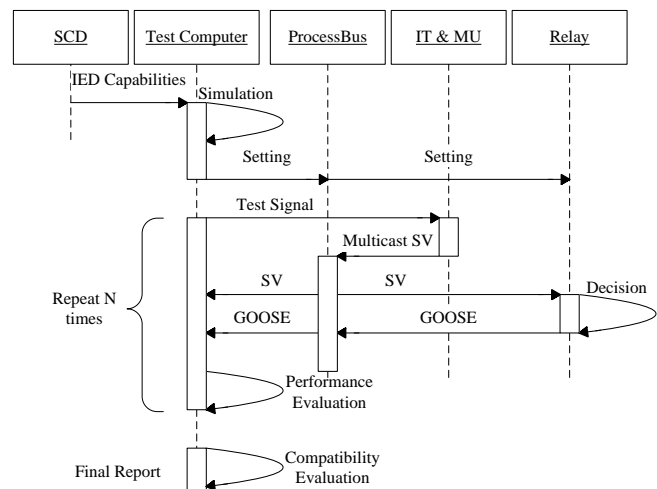 SCD
Test Computer
ProcessBus
IT & MU
Relay
IED Capabilities
Simulation
Setting
Setting
Test Signal
Multicast SV
SV
SV
Decision
Repeat N
times
GOOSE
GOOSE
Performance
Evaluation
Final Report
Compatibility
Evaluation